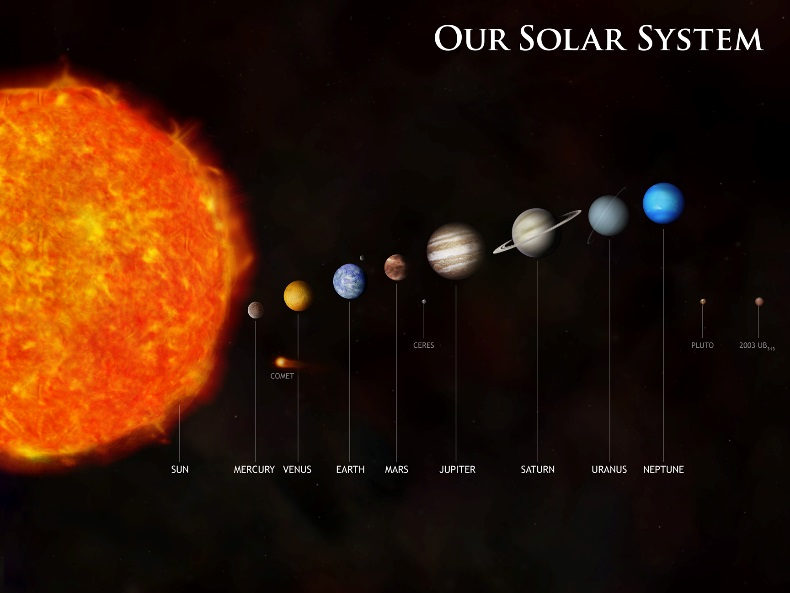 OUR SOLAR SYSTEM
CERES
PLUTO
2003 UB313
COMET
SUN
MERCURY
VENUS
EARTH
MARS
JUPITER
SATURN
URANUS
NEPTUNE